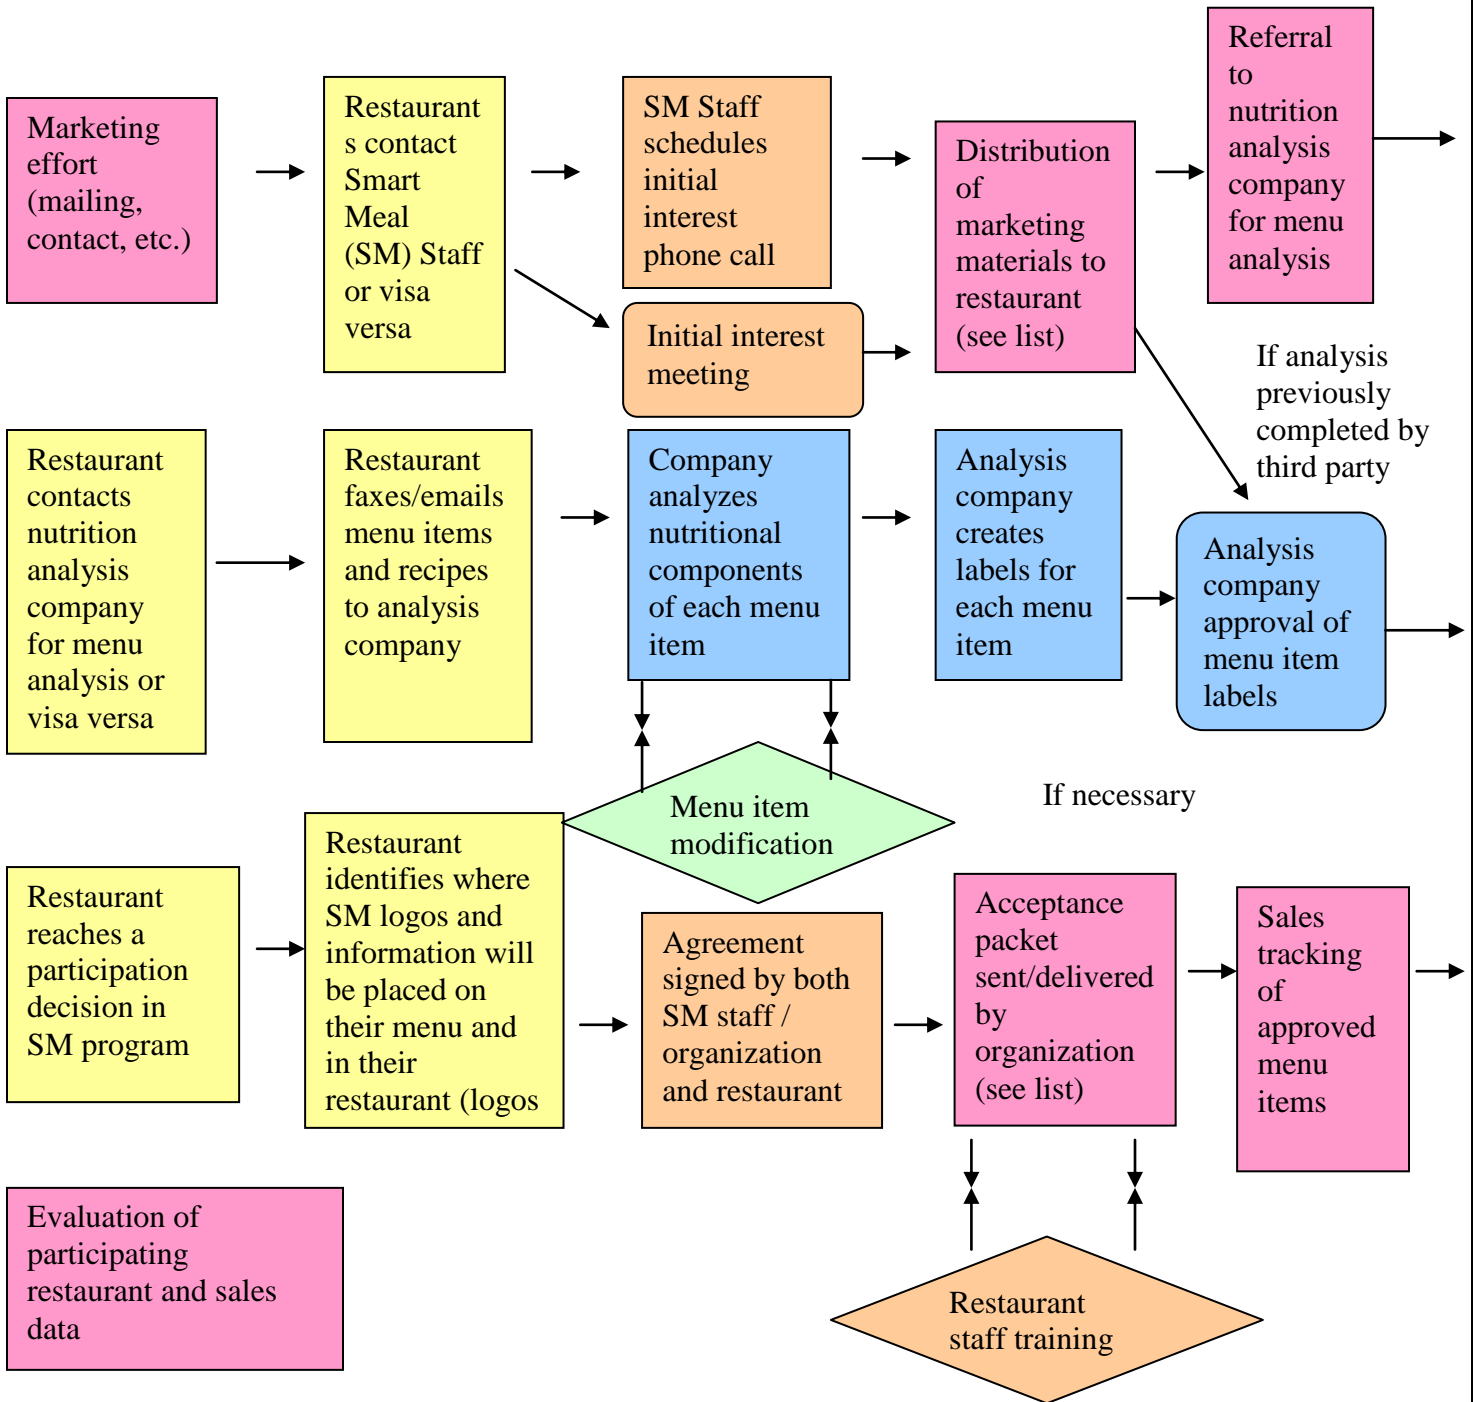 Marketing
effort
(mailing,
contact, etc.)
Restaurant
s contact
Smart
Meal
(SM) Staff
or visa
versa
SM Staff
schedules
initial
interest
phone call
Initial interest
meeting
Distribution
of
marketing
materials to
restaurant
(see list)
Referral
to
nutrition
analysis
company
for menu
analysis
If analysis
previously
completed by
third party
Restaurant
contacts
nutrition
analysis
company
for menu
analysis or
visa versa
Restaurant
faxes/emails
menu items
and recipes
to analysis
company
Company
analyzes
nutritional
components
of each menu
item
Analysis
company
creates
labels for
each menu
item
Analysis
company
approval of
menu item
labels
Menu item
modification
If necessary
Restaurant
reaches a
participation
decision in
SM program
Restaurant
identifies where
SM logos and
information will
be placed on
their menu and
in their
restaurant (logos
Agreement
signed by both
SM staff /
organization
and restaurant
Acceptance
packet
sent/delivered
by
organization
(see list)
Sales
tracking
of
approved
menu
items
Evaluation of
participating
restaurant and sales
data
Restaurant
staff training